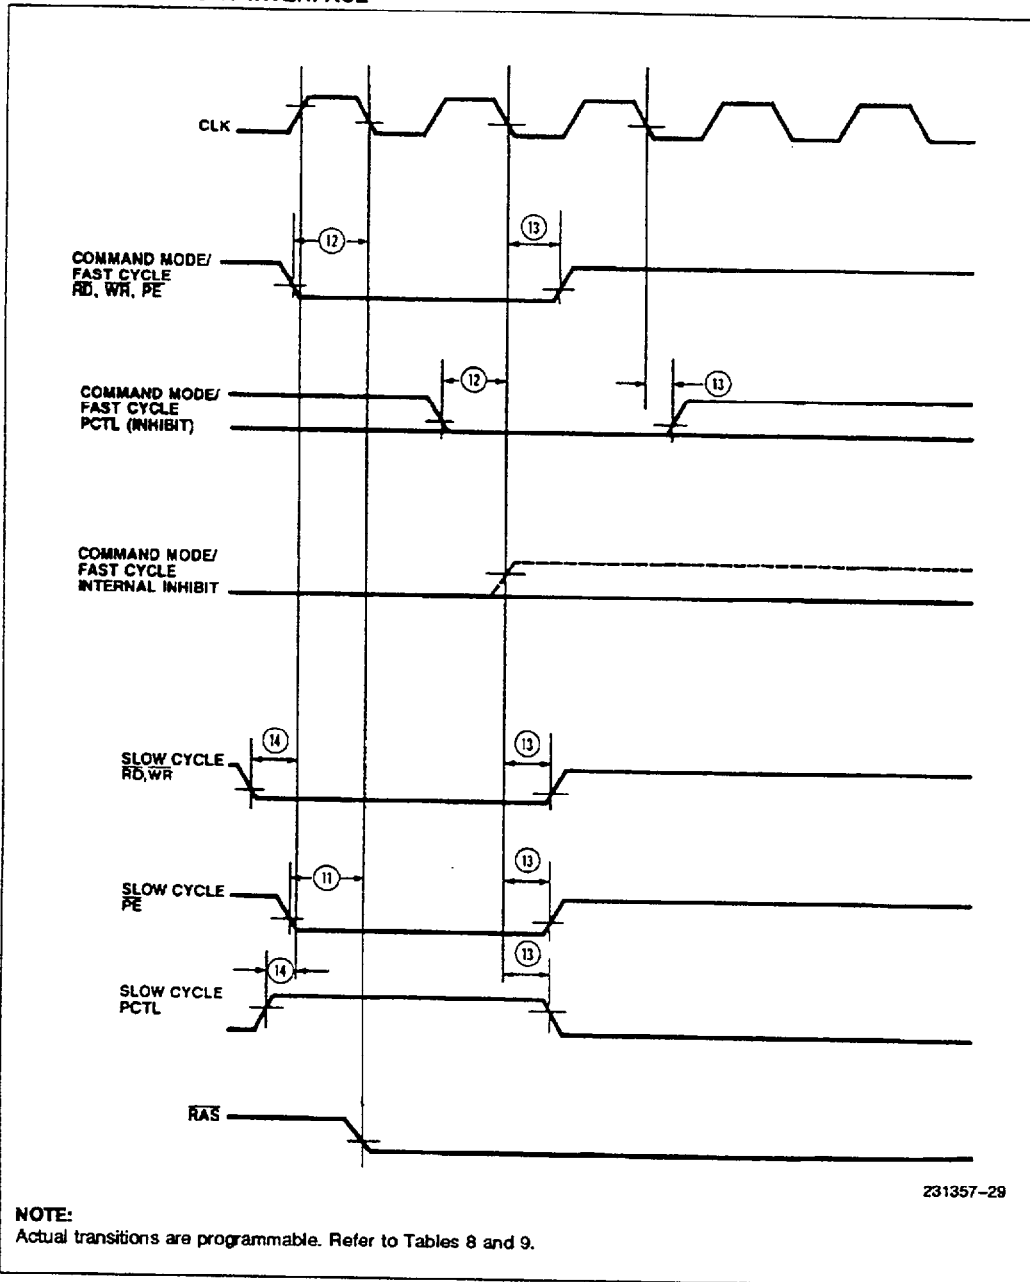 CLK
12
13
COMMAND MODE/
FAST CYCLE
RD, WR, PE
12
13
COMMAND MODE/
FAST CYCLE
PCTL (INHIBIT)
COMMAND MODE/
FAST CYCLE
INTERNAL INHIBIT
14
13
SLOW CYCLE
RD,WR
11
13
SLOW CYCLE
PE
14
13
SLOW CYCLE
PCTL
RAS
231357–29
NOTE:
Actual transitions are programmable. Refer to Tables 8 and 9.